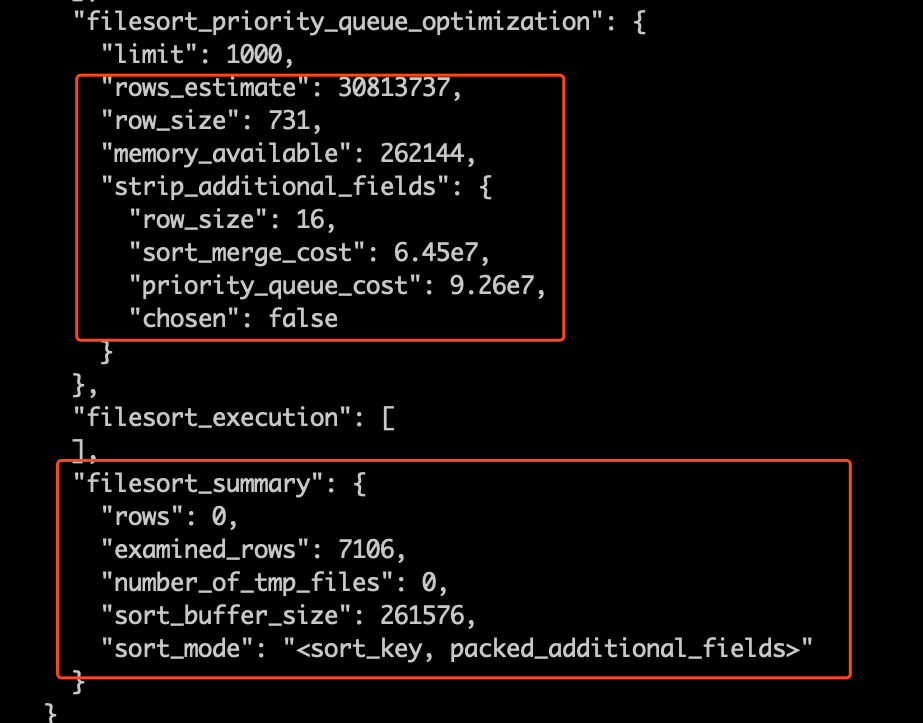 "filesort_priority_queue_optimization": {
"limit": 1000,
"rows_estimate": 30813737,
"row_size": 731,
"memory_available": 262144,
"strip_additional_fields": {
"row_size": 16,
"sort_merge_cost": 6.45e7,
"priority_queue_cost": 9.26e7,
"chosen": false
}
},
"filesort_execution": [
],
"filesort_summary": {
"rows": 0,
"examined_rows": 7106,
"number_of_tmp_files": 0,
"sort_buffer_size": 261576,
"sort_mode": "<sort_key, packed_additional_fields>"
}
}